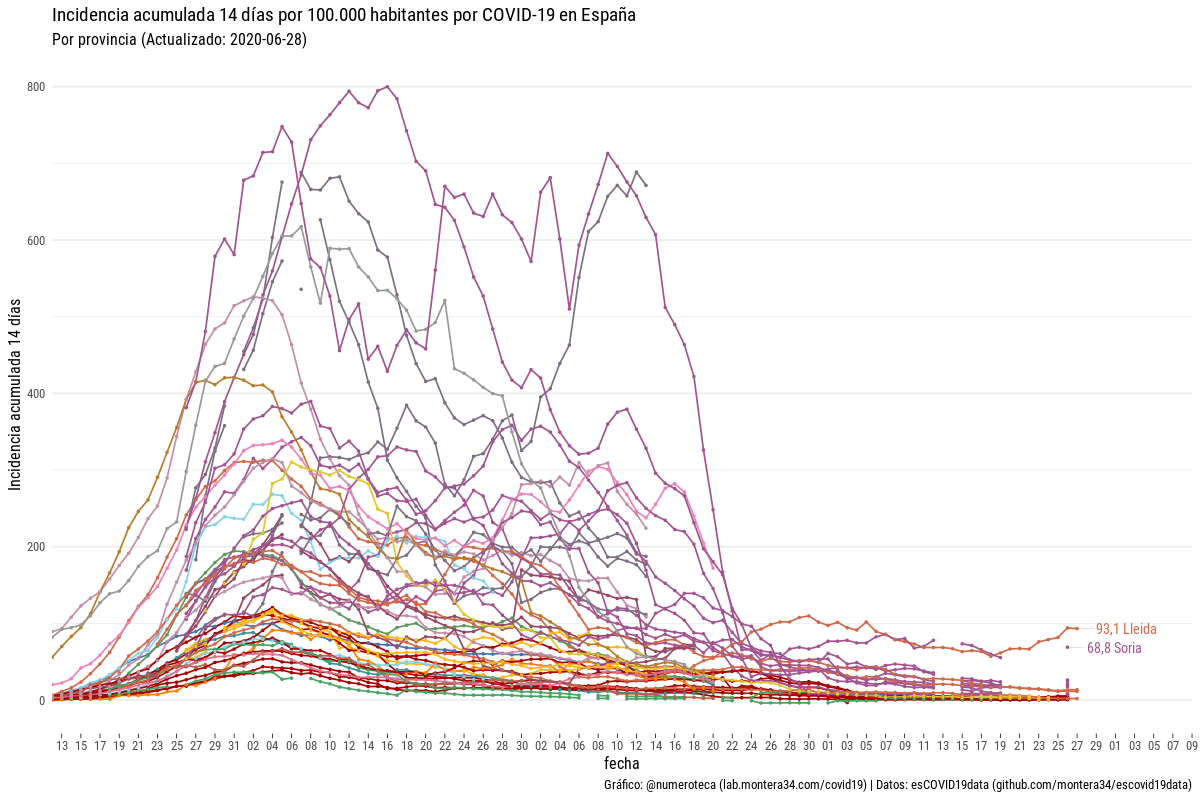 Incidencia acumulada 14 días por 100.000 habitantes por COVID-19 en España
Por provincia (Actualizado: 2020-06-28)
Incidencia acumulada 14 días
800
600
400
200
0
93,1 Lleida
68,8 Soria
13 15 17 19 21 23 25 27 29 31 02 04 06 08 10 12 14 16 18 20 22 24 26 28 30 02 04 06 08 10 12 14 16 18 20 22 24 26 28 30 01 03 05 07 09 11 13 15 17 19 21 23 25 27 29 01 03 05 07 09
fecha
Gráfico: @numeroteca (lab.montera34.com/covid19) | Datos: esCOVID19data (github.com/montera34/escovid19data)